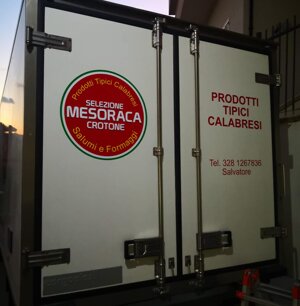 Prodotti Tipici Calabresi
SELEZIONE
MESORACA
CROTONE
Salumi e Formaggi
PRODOTTI
TIPICI
CALABRESI
Tel. 328 1267836
Salvatore